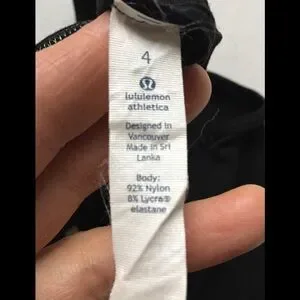 4
lululemon
athletica
Designed in
Vancouver
Made in Sri
Lanka
Body:
92% Nylon
8% Lycra®
elastane